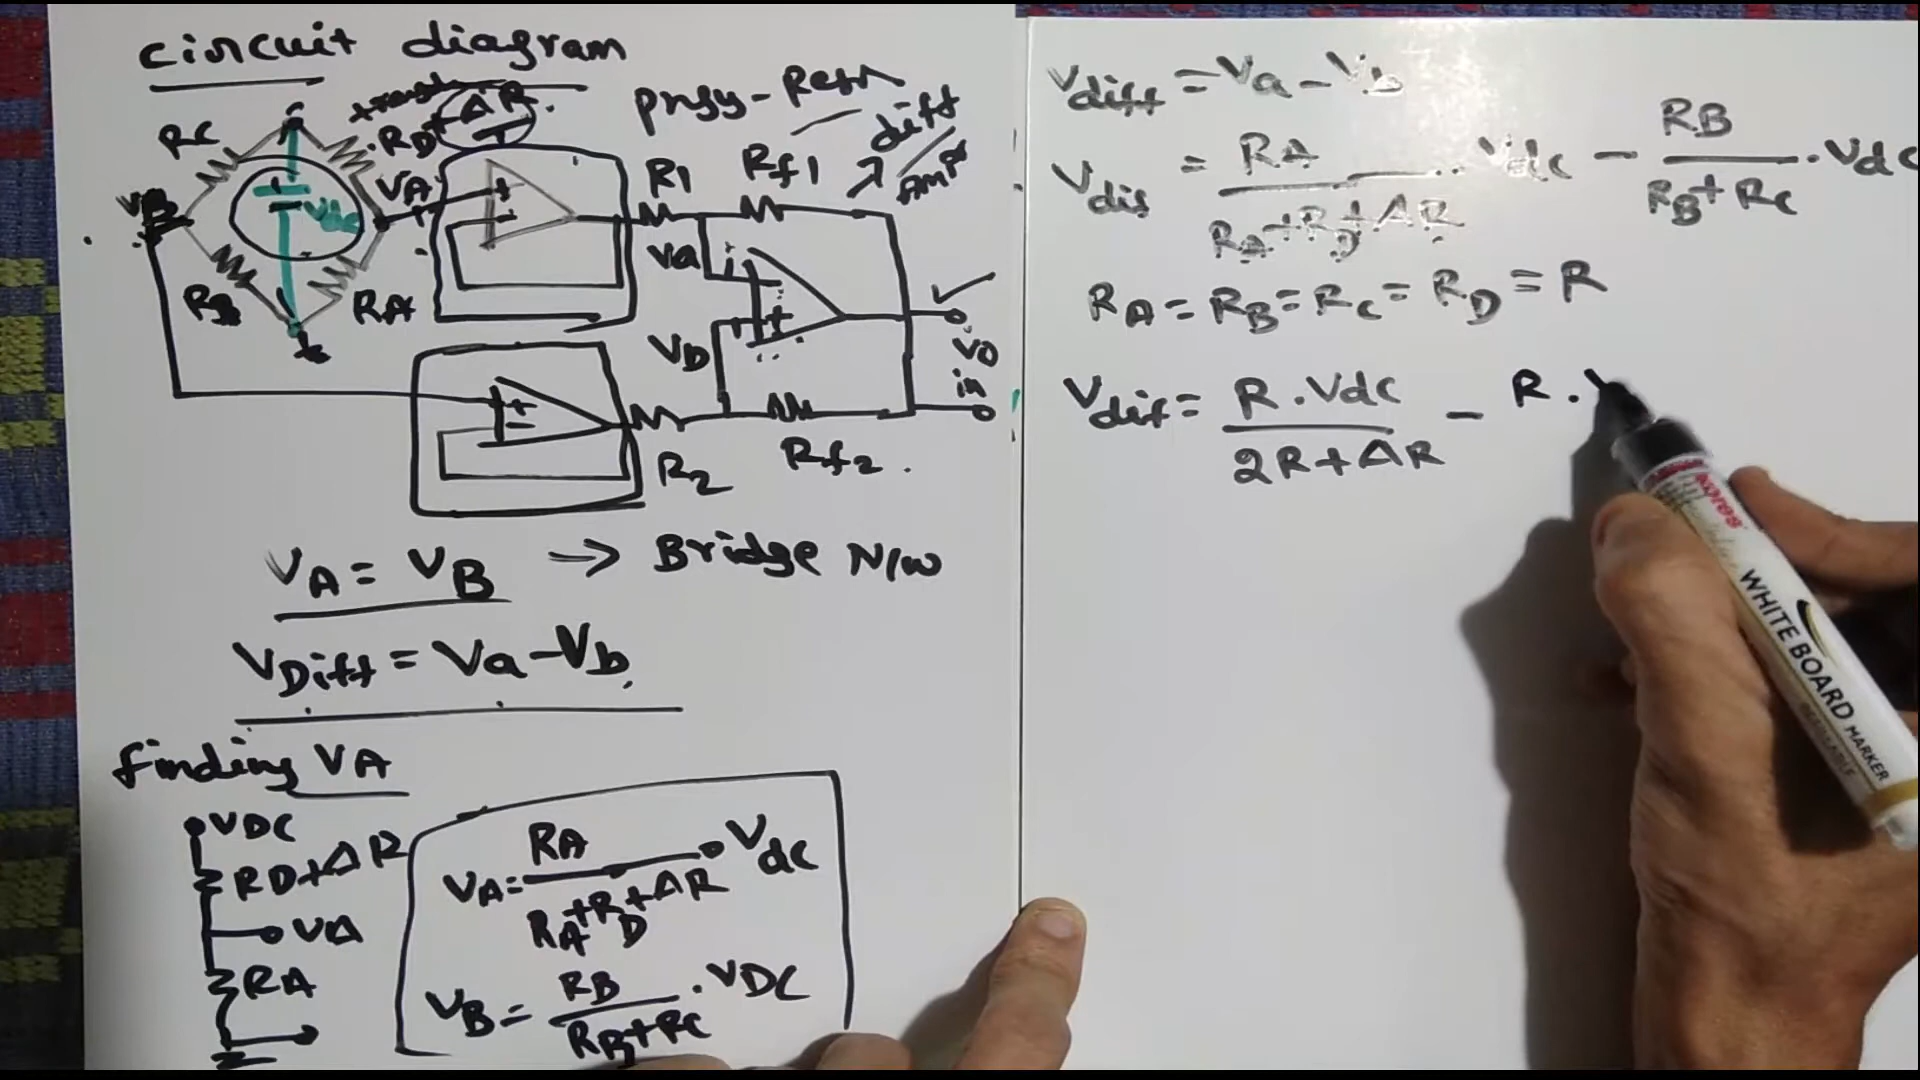 circuit diagram
RC
RD+ΔR
diff
Amp
VB
VA
Vdc
RB
RA
R1
Rf1
Va
VD
R2
Rf2
Vo
in
VA = VB → Bridge N/W
VDiff = Va - Vb
finding VA
VDC
RD+ΔR
VA
RA
VA = RA / RA+RD+ΔR . Vdc
VB = RB / RB+RC . VDC
Vdiff = Va - Vb
Vdis = RA / RA+RD+ΔR . Vdc - RB / RB+RC . Vdc
RA = RB = RC = RD = R
Vdif = R.Vdc / 2R+ΔR - R.
kores
WHITE BOARD MARKER